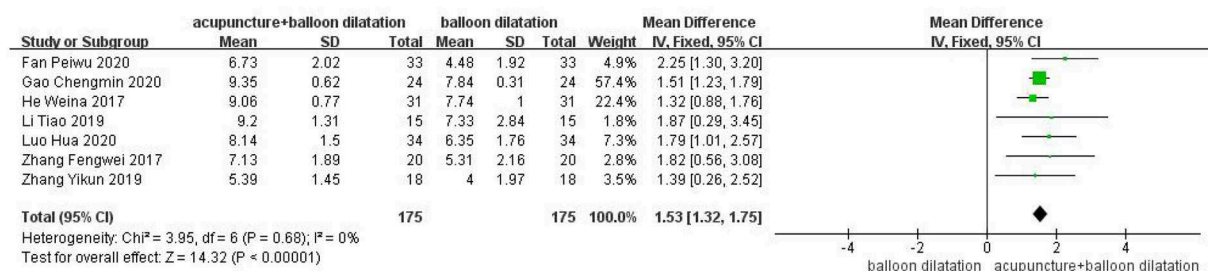 acupuncture+balloon dilatation balloon dilatation Mean Difference Mean Difference
Study or Subgroup Mean SD Total Mean SD Total Weight IV, Fixed, 95% CI IV, Fixed, 95% CI
Fan Peiwu 2020 6.73 2.02 33 4.48 1.92 33 4.9% 2.25 [1.30, 3.20]
Gao Chengmin 2020 9.35 0.62 24 7.84 0.31 24 57.4% 1.51 [1.23, 1.79]
He Weina 2017 9.06 0.77 31 7.74 1 31 22.4% 1.32 [0.88, 1.76]
Li Tiao 2019 9.2 1.31 15 7.33 2.84 15 1.8% 1.87 [0.29, 3.45]
Luo Hua 2020 8.14 1.5 34 6.35 1.76 34 7.3% 1.79 [1.01, 2.57]
Zhang Fengwei 2017 7.13 1.89 20 5.31 2.16 20 2.8% 1.82 [0.56, 3.08]
Zhang Yikun 2019 5.39 1.45 18 4 1.97 18 3.5% 1.39 [0.26, 2.52]
Total (95% CI) 175 175 100.0% 1.53 [1.32, 1.75]
Heterogeneity: Chi² = 3.95, df = 6 (P = 0.68); I² = 0%
Test for overall effect: Z = 14.32 (P < 0.00001)
-4 -2 0 2 4
balloon dilatation acupuncture+balloon dilatation